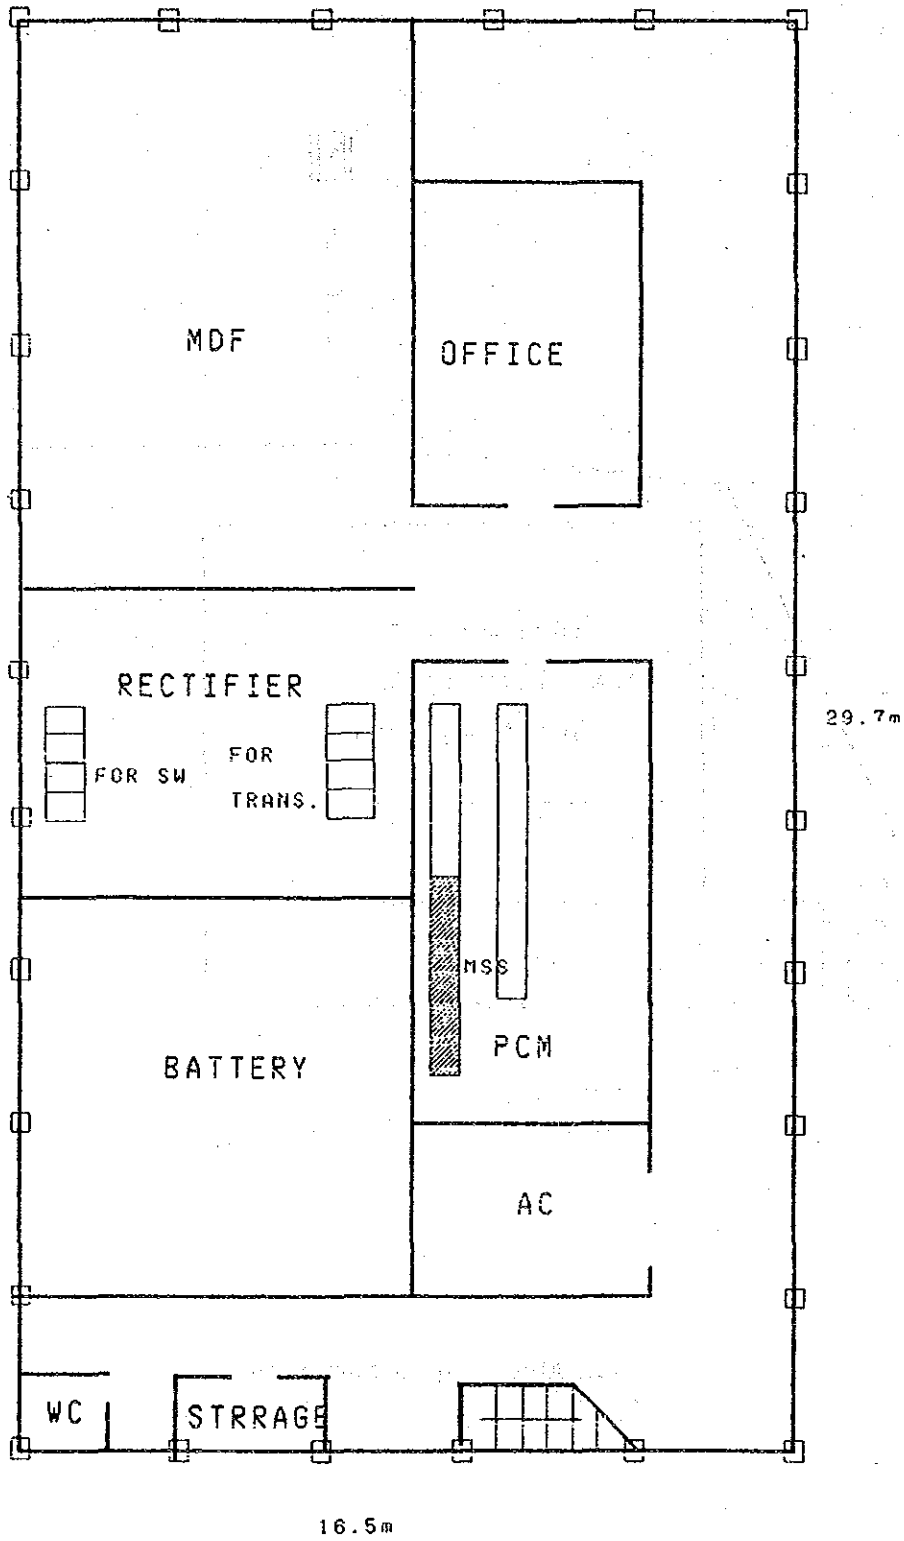 MDF
OFFICE
RECTIFIER
29.7m
FOR SW
FOR
TRANS.
MSS
PCM
BATTERY
AC
WC
STRRAGE
16.5m